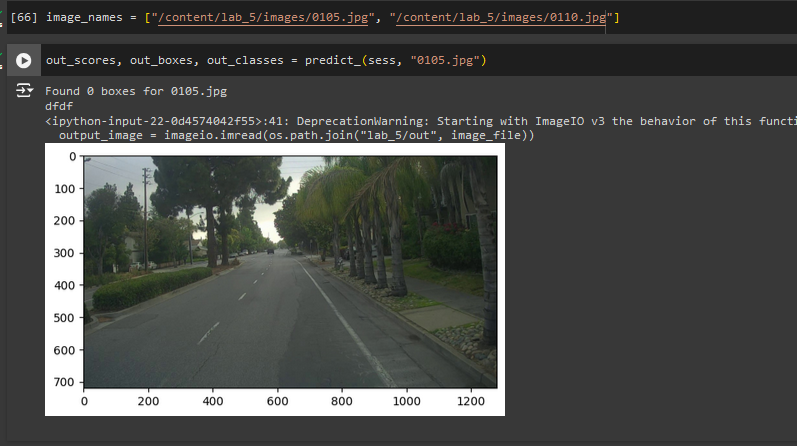 [66] image_names = ["/content/lab_5/images/0105.jpg", "/content/lab_5/images/0110.jpg"]
out_scores, out_boxes, out_classes = predict_(sess, "0105.jpg")
Found 0 boxes for 0105.jpg
dfdf
<ipython-input-22-0d4574042f55>:41: DeprecationWarning: Starting with ImageIO v3 the behavior of this functi
output_image = imageio.imread(os.path.join("lab_5/out", image_file))
0
100
200
300
400
500
600
700
0 200 400 600 800 1000 1200